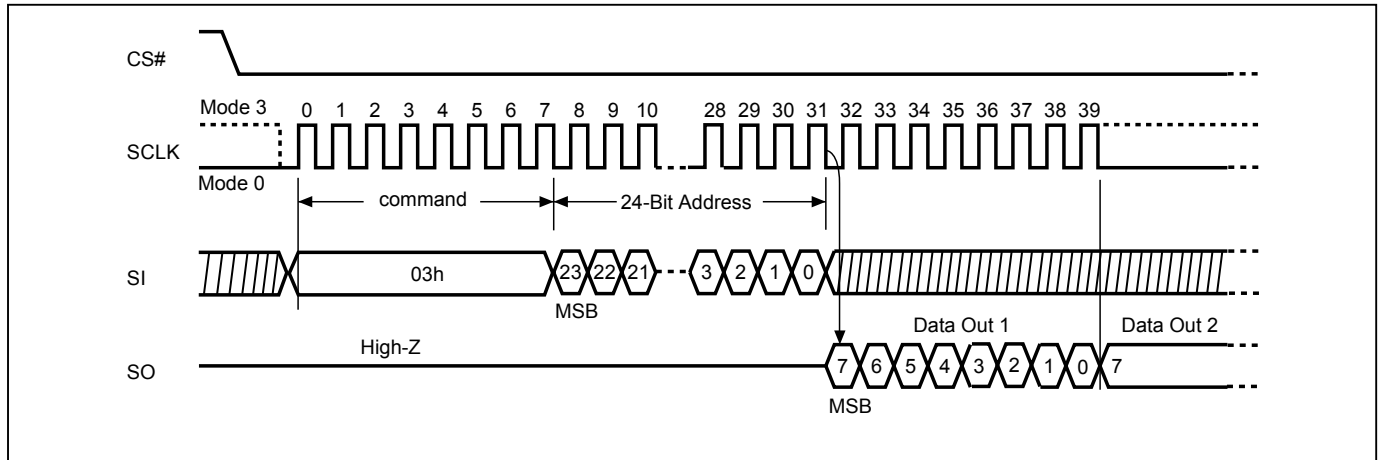 CS#
Mode 3 0 1 2 3 4 5 6 7 8 9 10 28 29 30 31 32 33 34 35 36 37 38 39
SCLK
Mode 0
command 24-Bit Address
SI 03h 23 22 21 3 2 1 0
MSB
High-Z Data Out 1 Data Out 2
SO 7 6 5 4 3 2 1 0 7
MSB